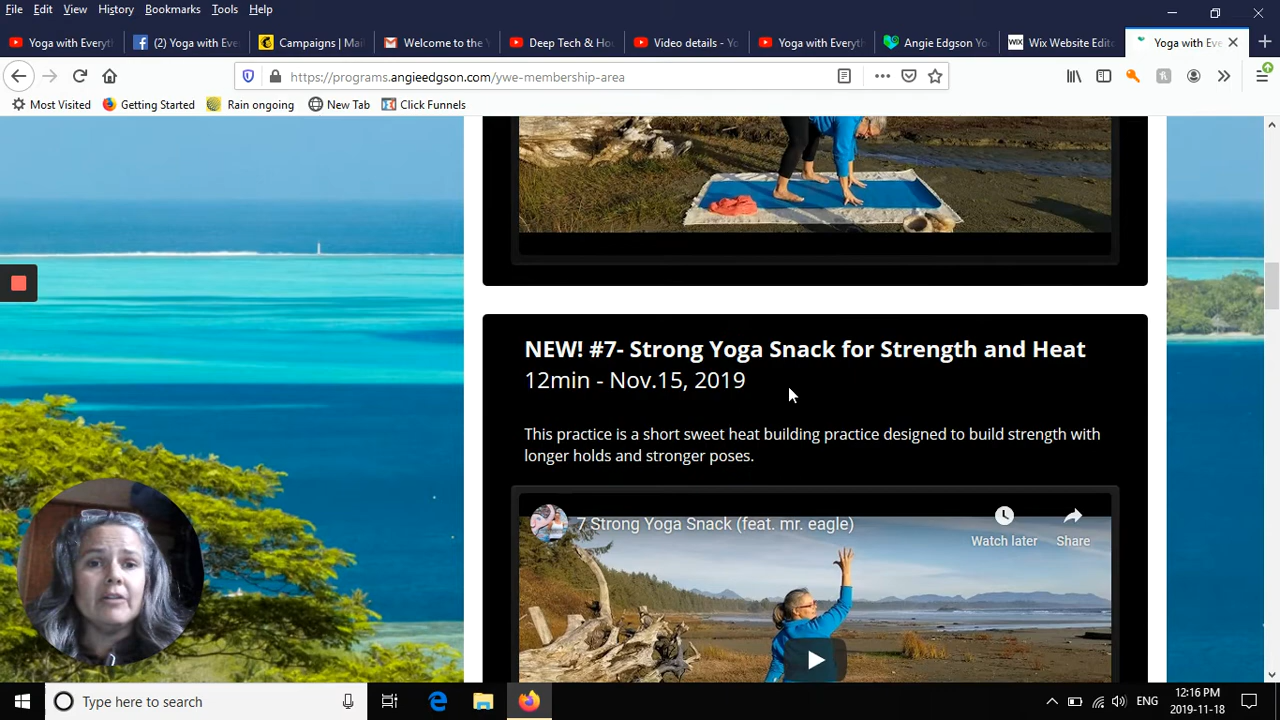 File Edit View History Bookmarks Tools Help
Yoga with Everyt
(2) Yoga with Eve
Campaigns | Mai
Welcome to the Y
Deep Tech & Hou
Video details - Yo
Yoga with Everyth
Angie Edgson Yo
WIX Wix Website Edit
Yoga with Eve
https://programs.angieedgson.com/ywe-membership-area
Most Visited Getting Started Rain ongoing New Tab Click Funnels
NEW! #7- Strong Yoga Snack for Strength and Heat
12min - Nov.15, 2019
This practice is a short sweet heat building practice designed to build strength with
longer holds and stronger poses.
7 Strong Yoga Snack (feat. mr. eagle)
Watch later Share
Type here to search
ENG
12:16 PM
2019-11-18